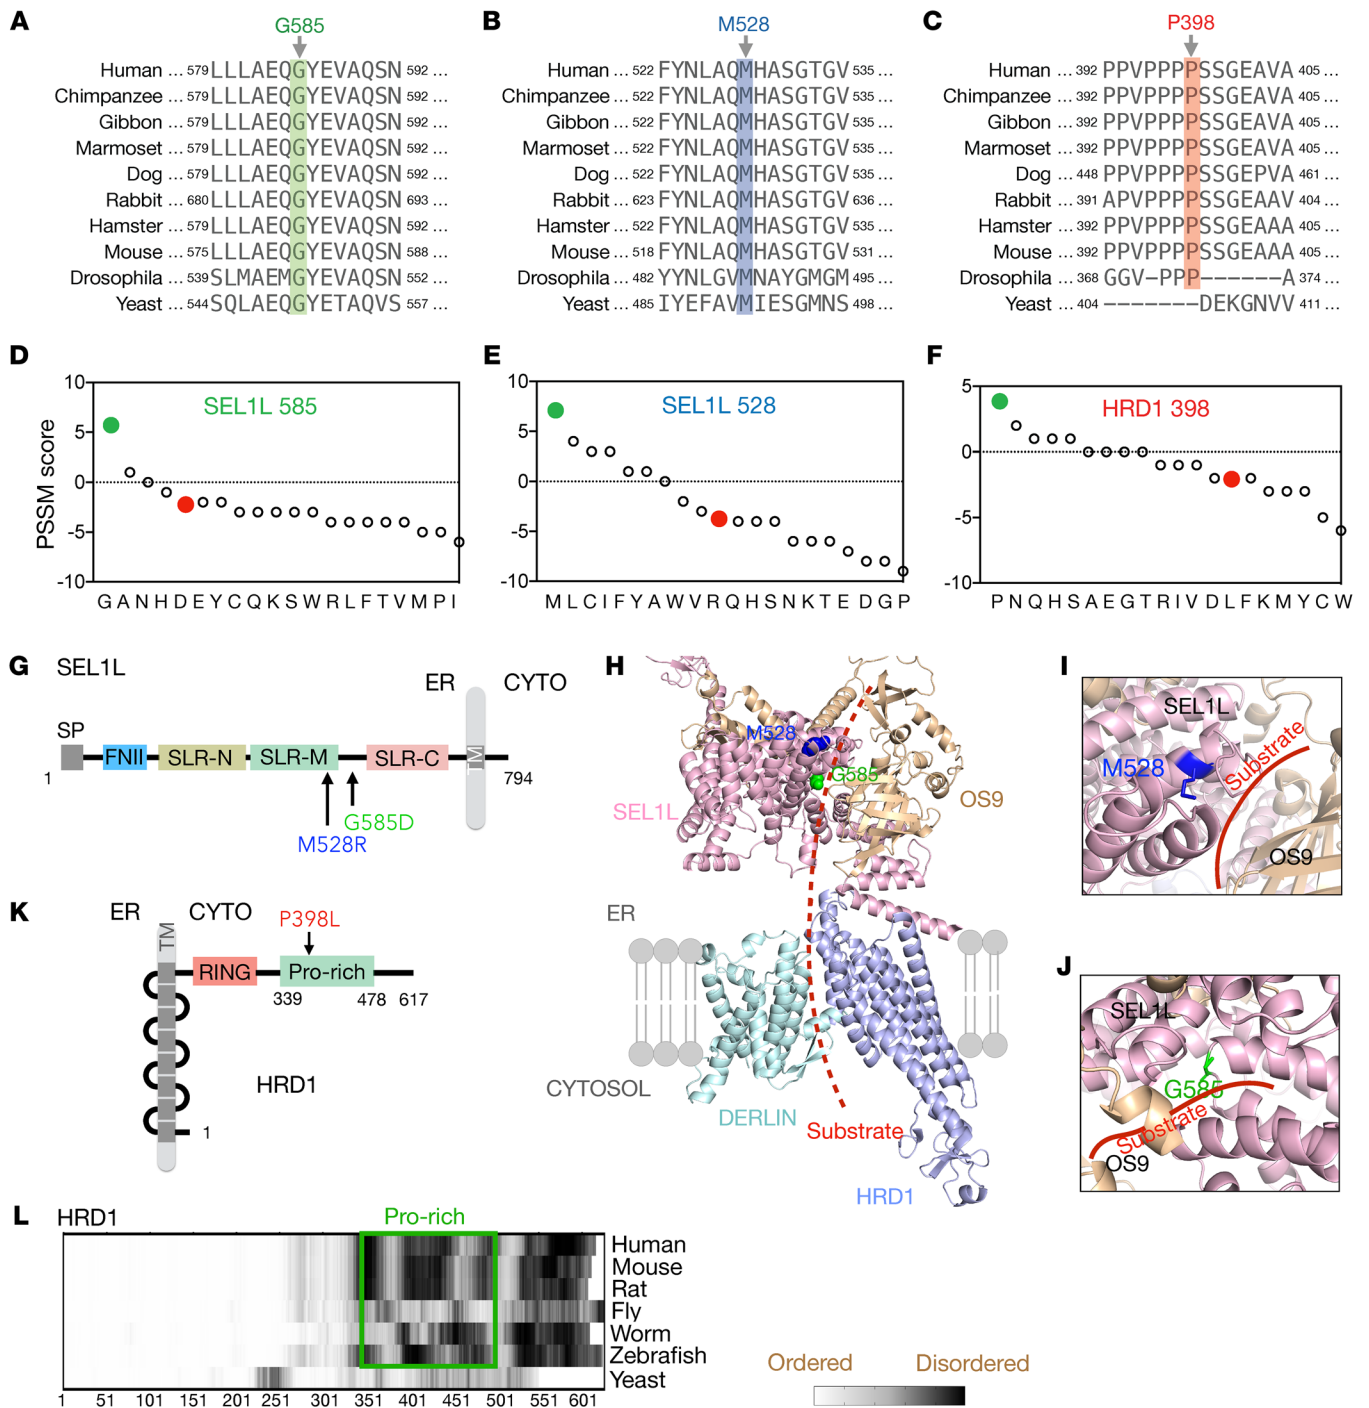 A
G585
Human ... 579 LLLAEQGYEVAQSN 592 ...
Chimpanzee ... 579 LLLAEQGYEVAQSN 592 ...
Gibbon ... 579 LLLAEQGYEVAQSN 592 ...
Marmoset ... 579 LLLAEQGYEVAQSN 592 ...
Dog ... 579 LLLAEQGYEVAQSN 592 ...
Rabbit ... 680 LLLAEQGYEVAQSN 693 ...
Hamster ... 579 LLLAEQGYEVAQSN 592 ...
Mouse ... 575 LLLAEQGYEVAQSN 588 ...
Drosophila ... 539 SLMAEMGYEVAQSN 552 ...
Yeast ... 544 SQLAEQGYETAQVS 557 ...
B
M528
Human ... 522 FYNLAQMHASGTGV 535 ...
Chimpanzee ... 522 FYNLAQMHASGTGV 535 ...
Gibbon ... 522 FYNLAQMHASGTGV 535 ...
Marmoset ... 522 FYNLAQMHASGTGV 535 ...
Dog ... 522 FYNLAQMHASGTGV 535 ...
Rabbit ... 623 FYNLAQMHASGTGV 636 ...
Hamster ... 522 FYNLAQMHASGTGV 535 ...
Mouse ... 518 FYNLAQMHASGTGV 531 ...
Drosophila ... 482 YYNLGVMNAYGMGM 495 ...
Yeast ... 485 IYEFAVMIESGMNS 498 ...
C
P398
Human ... 392 PPVPPPPSSGEAVA 405 ...
Chimpanzee ... 392 PPVPPPPSSGEAVA 405 ...
Gibbon ... 392 PPVPPPPSSGEAVA 405 ...
Marmoset ... 392 PPVPPPPSSGEAVA 405 ...
Dog ... 448 PPVPPPPSSGEPVA 461 ...
Rabbit ... 391 APVPPPPSSGEAAV 404 ...
Hamster ... 392 PPVPPPPSSGEAAA 405 ...
Mouse ... 392 PPVPPPPSSGEAAA 405 ...
Drosophila ... 368 GGV–PPP––––––A 374 ...
Yeast ... 404 –––––––DEKGNVV 411 ...
D
SEL1L 585
PSSM score
10
5
0
-5
-10
G A N H D E Y C Q K S W R L F T V M P I
E
SEL1L 528
10
5
0
-5
-10
M L C I F Y A W V R Q H S N K T E D G P
F
HRD1 398
5
0
-5
-10
P N Q H S A E G T R I V D L F K M Y C W
G
SEL1L
ER CYTO
SP
FNII SLR-N SLR-M SLR-C TM
1
794
G585D
M528R
H
M528
G585
SEL1L
OS9
ER
CYTOSOL
DERLIN
Substrate
HRD1
I
SEL1L
M528
Substrate
OS9
J
SEL1L
G585
Substrate
OS9
K
ER CYTO
P398L
TM
RING Pro-rich
339 478 617
HRD1
1
L
HRD1
Pro-rich
Human
Mouse
Rat
Fly
Worm
Zebrafish
Yeast
1 51 101 151 201 251 301 351 401 451 501 551 601
Ordered Disordered